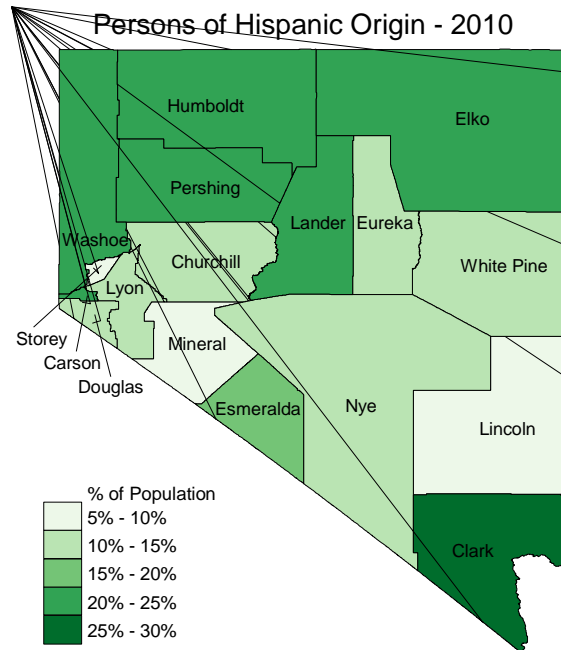 Persons of Hispanic Origin - 2010
Humboldt
Elko
Pershing
Lander
Eureka
Washoe
Churchill
White Pine
Lyon
Storey
Carson
Douglas
Mineral
Esmeralda
Nye
Lincoln
Clark
% of Population
5% - 10%
10% - 15%
15% - 20%
20% - 25%
25% - 30%